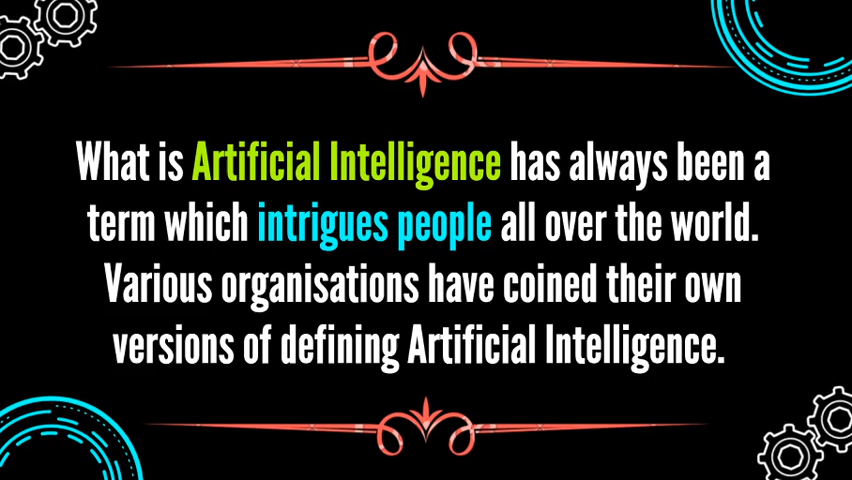 What is Artificial Intelligence has always been a
term which intrigues people all over the world.
Various organisations have coined their own
versions of defining Artificial Intelligence.